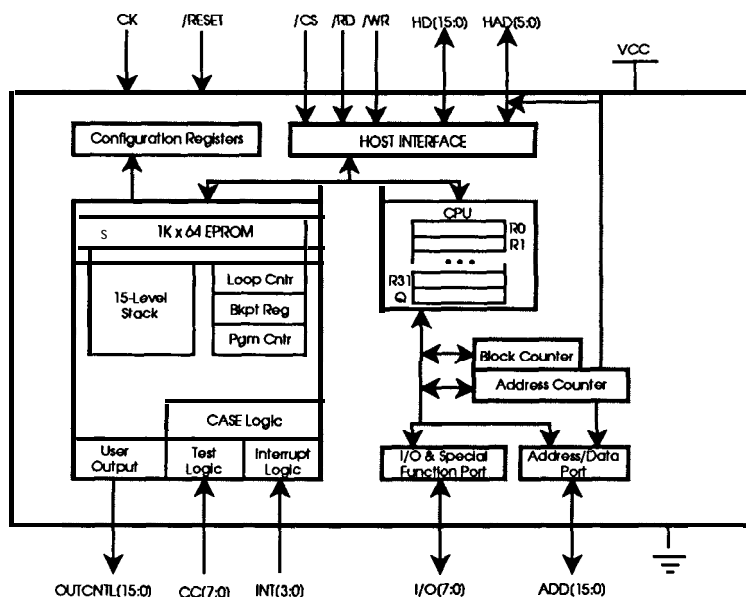 CK /RESET /CS /RD /WR HD(15:0) HAD(5:0)
VCC
Configuration Registers
HOST INTERFACE
CPU
S 1K x 64 EPROM
R0
R1
• • •
R31
Q
15-Level
Stack
Loop Cntr
Bkpt Reg
Pgm Cntr
Block Counter
Address Counter
CASE Logic
User
Output
Test
Logic
Interrupt
Logic
I/O & Special
Function Port
Address/Data
Port
OUTCNTL(15:0) CC(7:0) INT(3:0) I/O(7:0) ADD(15:0)